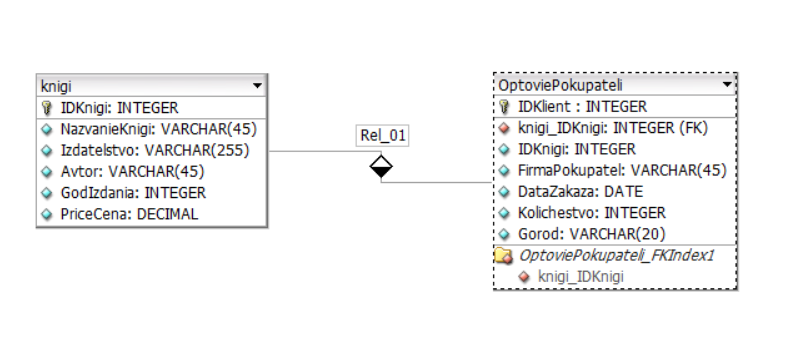 knigi
IDKnigi: INTEGER
NazvanieKnigi: VARCHAR(45)
Izdatelstvo: VARCHAR(255)
Avtor: VARCHAR(45)
GodIzdania: INTEGER
PriceCena: DECIMAL
Rel_01
OptoviePokupateli
IDKlient : INTEGER
knigi_IDKnigi: INTEGER (FK)
IDKnigi: INTEGER
FirmaPokupatel: VARCHAR(45)
DataZakaza: DATE
Kolichestvo: INTEGER
Gorod: VARCHAR(20)
OptoviePokupateli_FKIndex1
knigi_IDKnigi